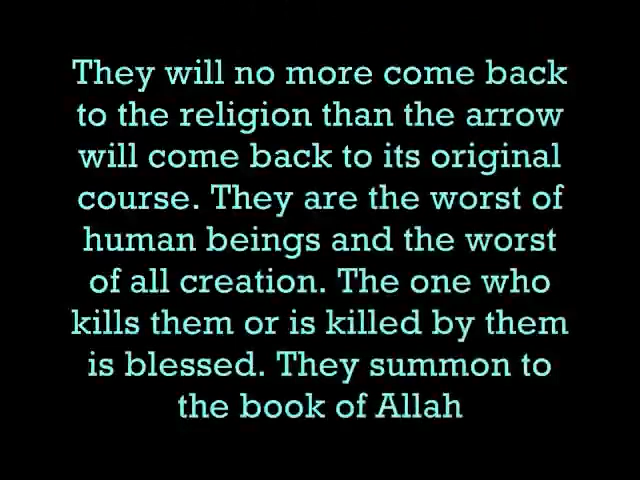 They will no more come back
to the religion than the arrow
will come back to its original
course. They are the worst of
human beings and the worst
of all creation. The one who
kills them or is killed by them
is blessed. They summon to
the book of Allah